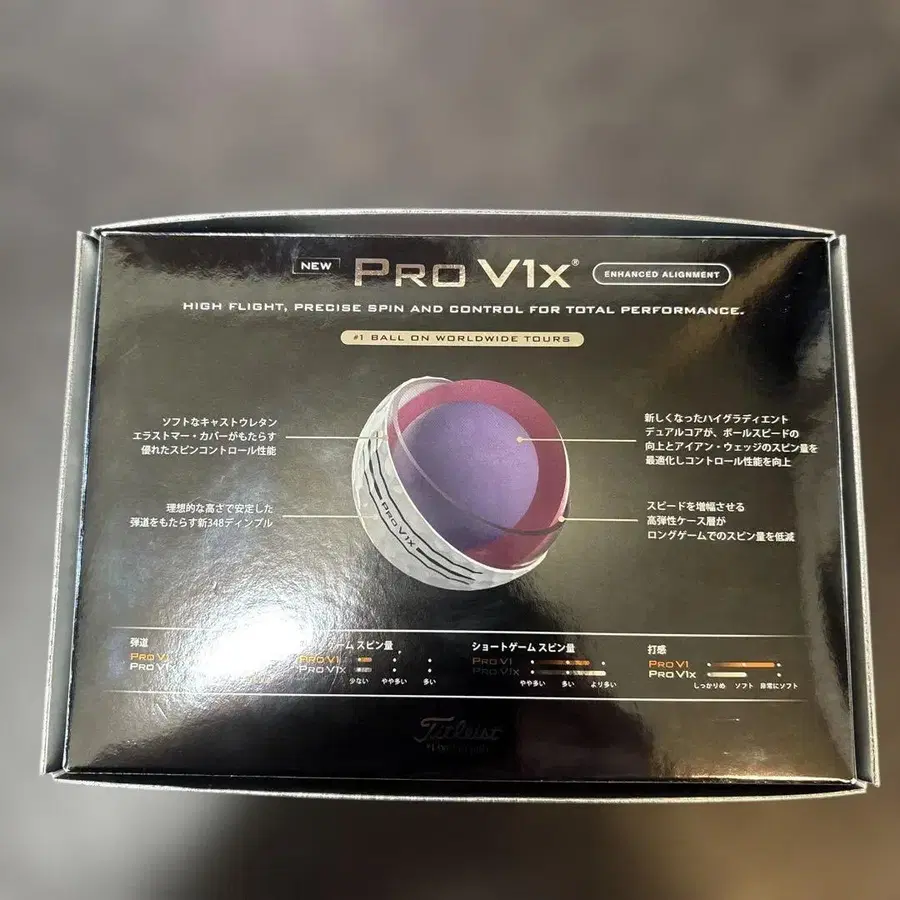 NEW PRO V1x® ENHANCED ALIGNMENT
HIGH FLIGHT, PRECISE SPIN AND CONTROL FOR TOTAL PERFORMANCE.
#1 BALL ON WORLDWIDE TOURS
ソフトなキャストウレタン
エラストマー・カバーがもたらす
優れたスピンコントロール性能
新しくなったハイグラディエント
デュアルコアが、ボールスピードの
向上とアイアン・ウェッジのスピン量を
最適化しコントロール性能を向上
理想的な高さで安定した
弾道をもたらす新348ディンプル
スピードを増幅させる
高弾性ケース層が
ロングゲームでのスピン量を低減
PRO V1x
弾道
PRO V1
PRO V1x
ゲーム スピン量
PRO V1
PRO V1x
少ない やや多い 多い
ショートゲーム スピン量
PRO V1
PRO V1x
やや多い 多い より多い
打感
PRO V1
PRO V1x
しっかりめ ソフト 非常にソフト
Titleist